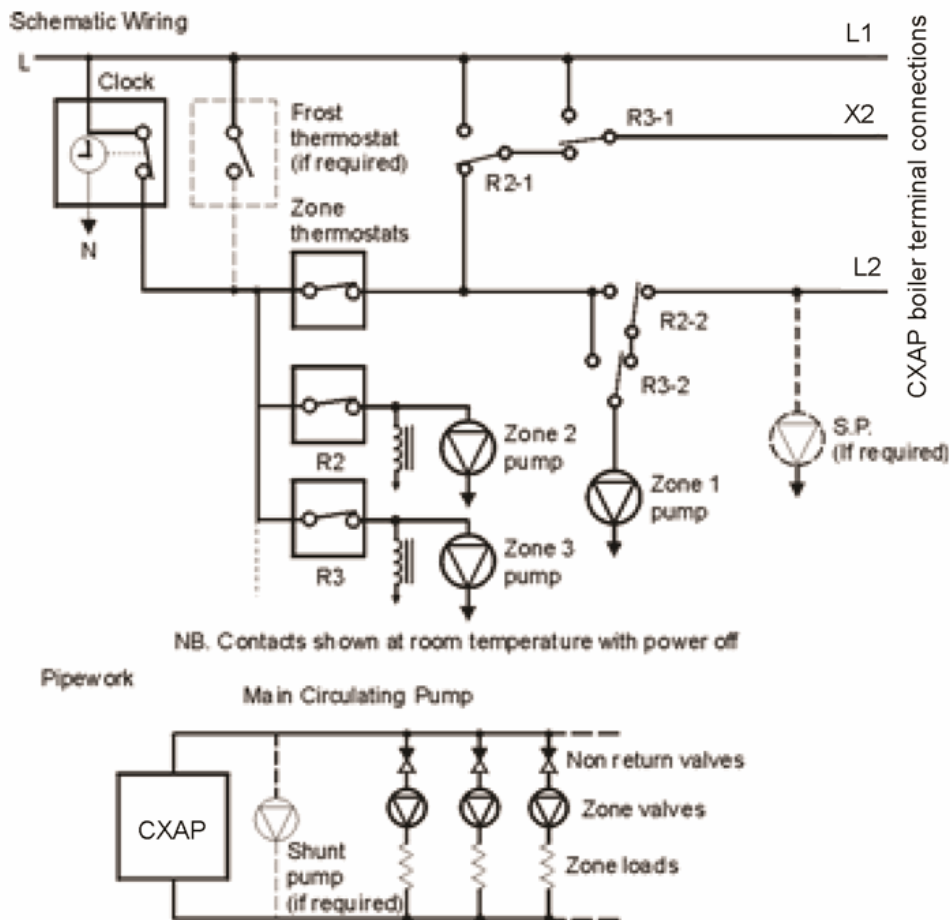 Schematic Wiring
L
L1
Clock
Frost
thermostat
(if required)
N
R3-1
X2
R2-1
Zone
thermostats
L2
R2-2
R3-2
CXAP boiler terminal connections
R2
Zone 2
pump
Zone 1
pump
S.P.
(If required)
R3
Zone 3
pump
NB. Contacts shown at room temperature with power off
Pipework
Main Circulating Pump
CXAP
Shunt
pump
(if required)
Non return valves
Zone valves
Zone loads